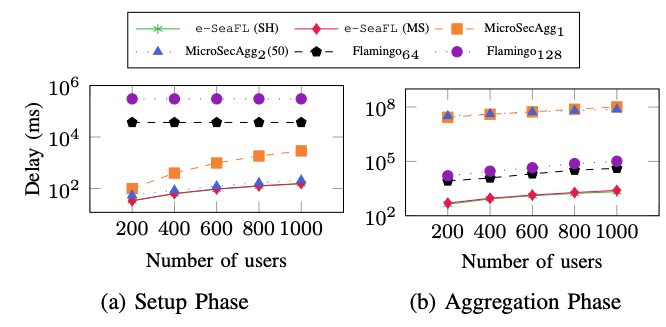 e-SeaFL (SH) e-SeaFL (MS) MicroSecAgg1
MicroSecAgg2(50) Flamingo64 Flamingo128
10^6
10^4
10^2
Delay (ms)
200 400 600 800 1000
Number of users
(a) Setup Phase
10^8
10^5
10^2
200 400 600 800 1000
Number of users
(b) Aggregation Phase